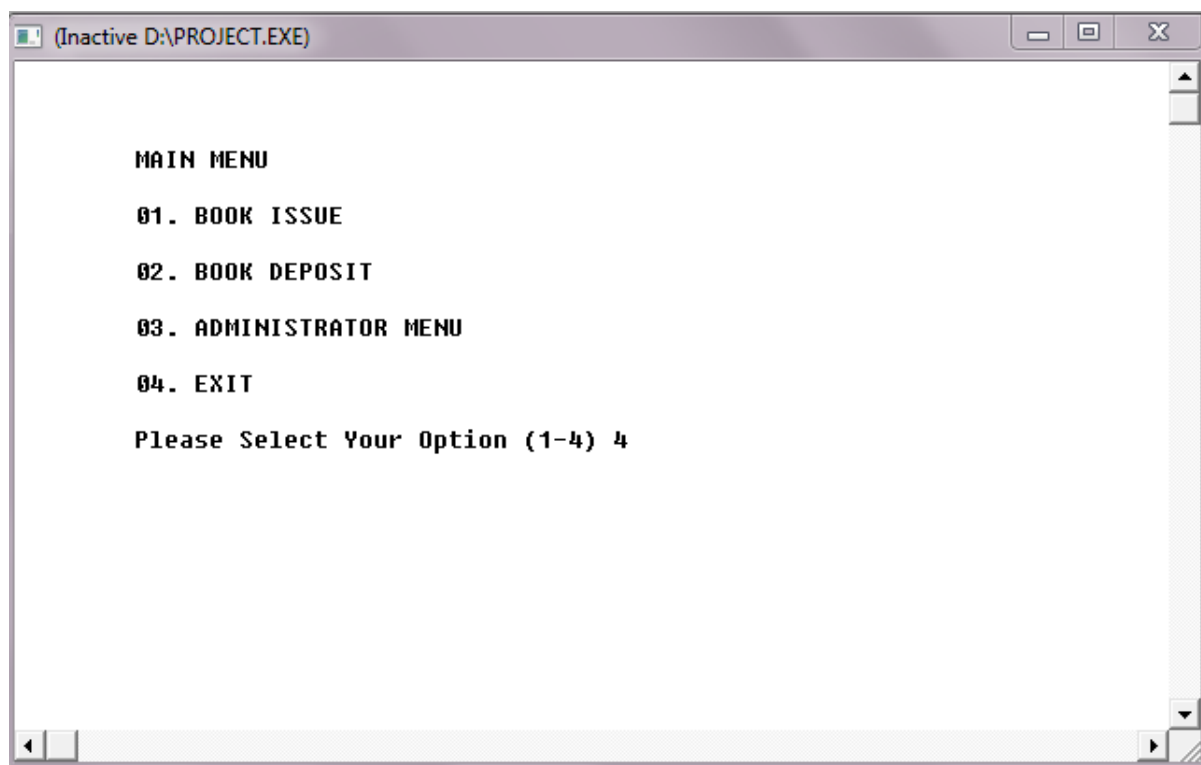 (Inactive D:\PROJECT.EXE)
MAIN MENU
01. BOOK ISSUE
02. BOOK DEPOSIT
03. ADMINISTRATOR MENU
04. EXIT
Please Select Your Option (1-4) 4